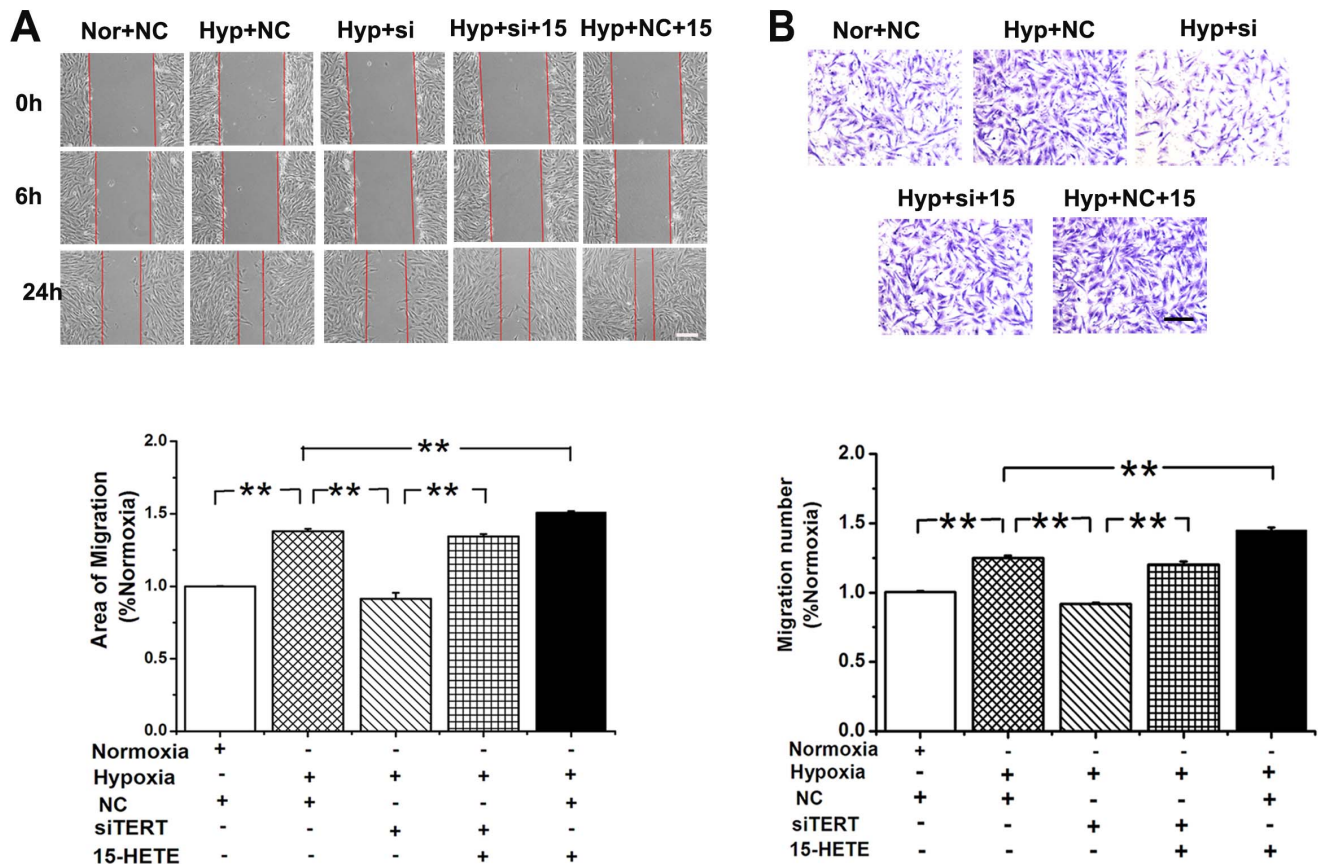 A
Nor+NC Hyp+NC Hyp+si Hyp+si+15 Hyp+NC+15
0h
6h
24h
B
Nor+NC Hyp+NC Hyp+si
Hyp+si+15 Hyp+NC+15
Area of Migration
(%Normoxia)
2.0
1.5
1.0
0.5
0.0
** ** ** **
Normoxia + - - - -
Hypoxia - + + + +
NC + + - - +
siTERT - - + + -
15-HETE - - - + +
Migration number
(%Normoxia)
2.0
1.5
1.0
0.5
0.0
** ** ** **
Normoxia + - - - -
Hypoxia - + + + +
NC + + - - +
siTERT - - + + -
15-HETE - - - + +